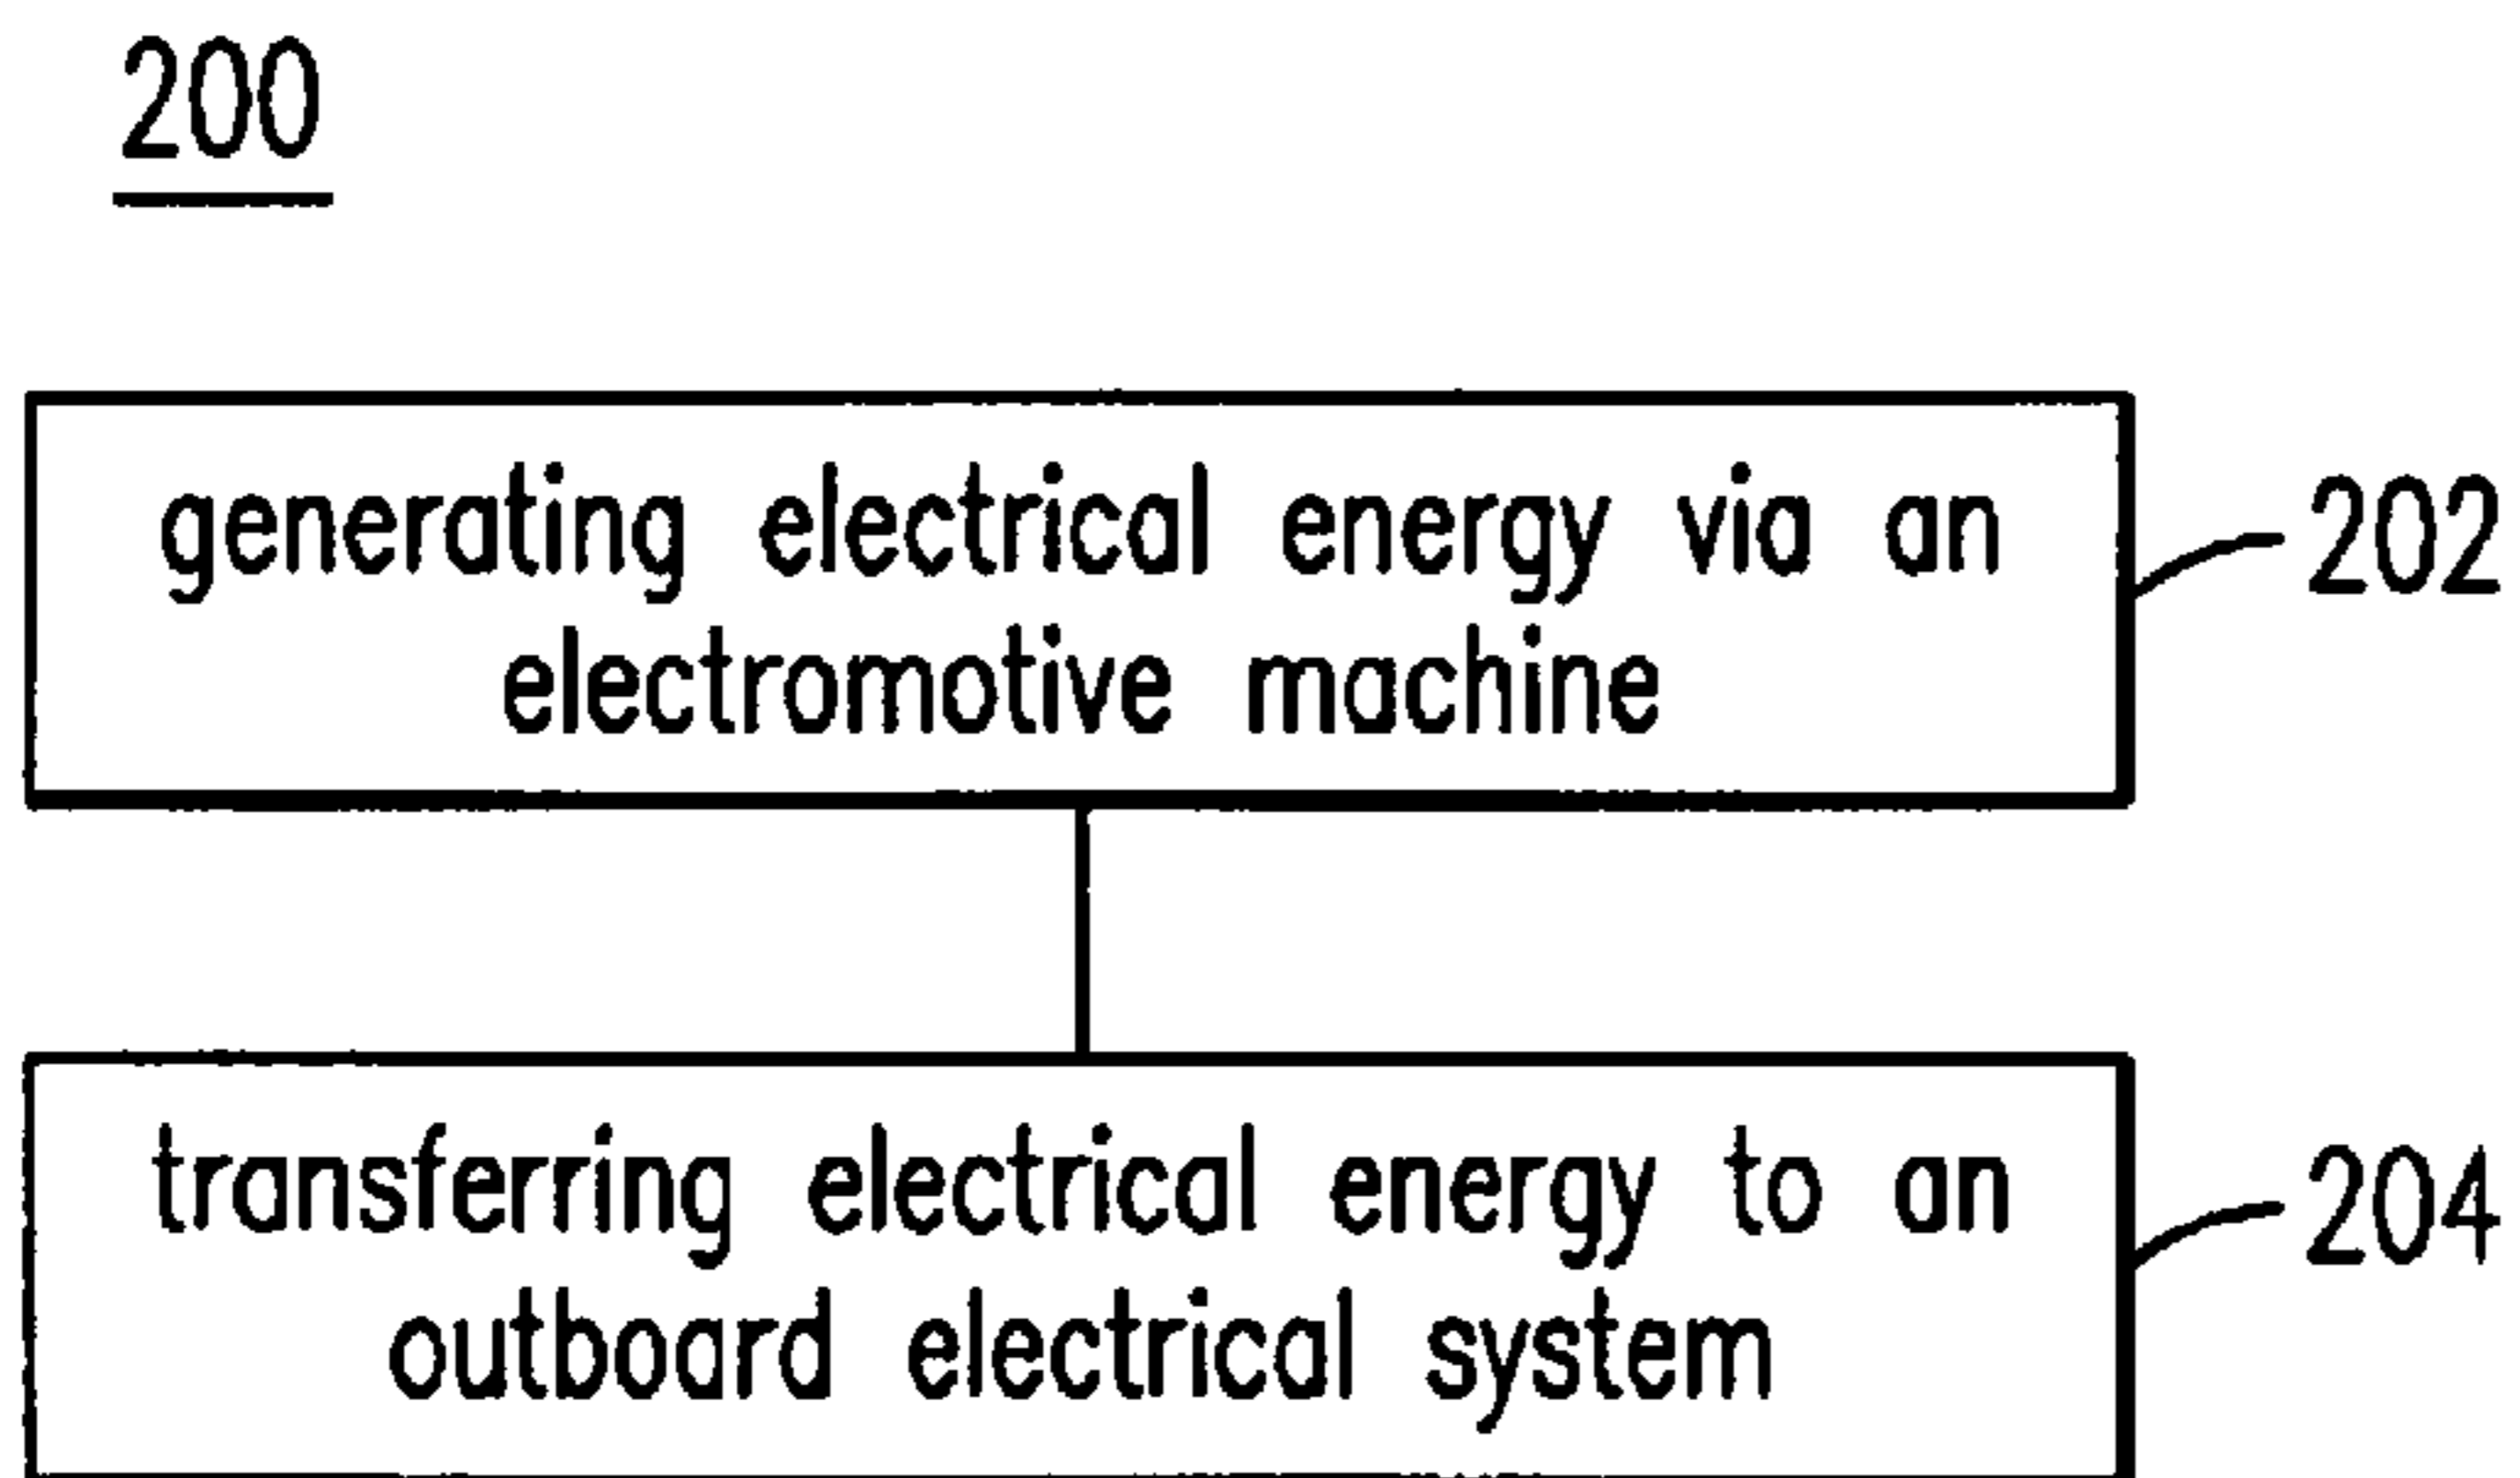 200
generating electrical energy via an
electromotive machine
202
transferring electrical energy to an
outboard electrical system
204